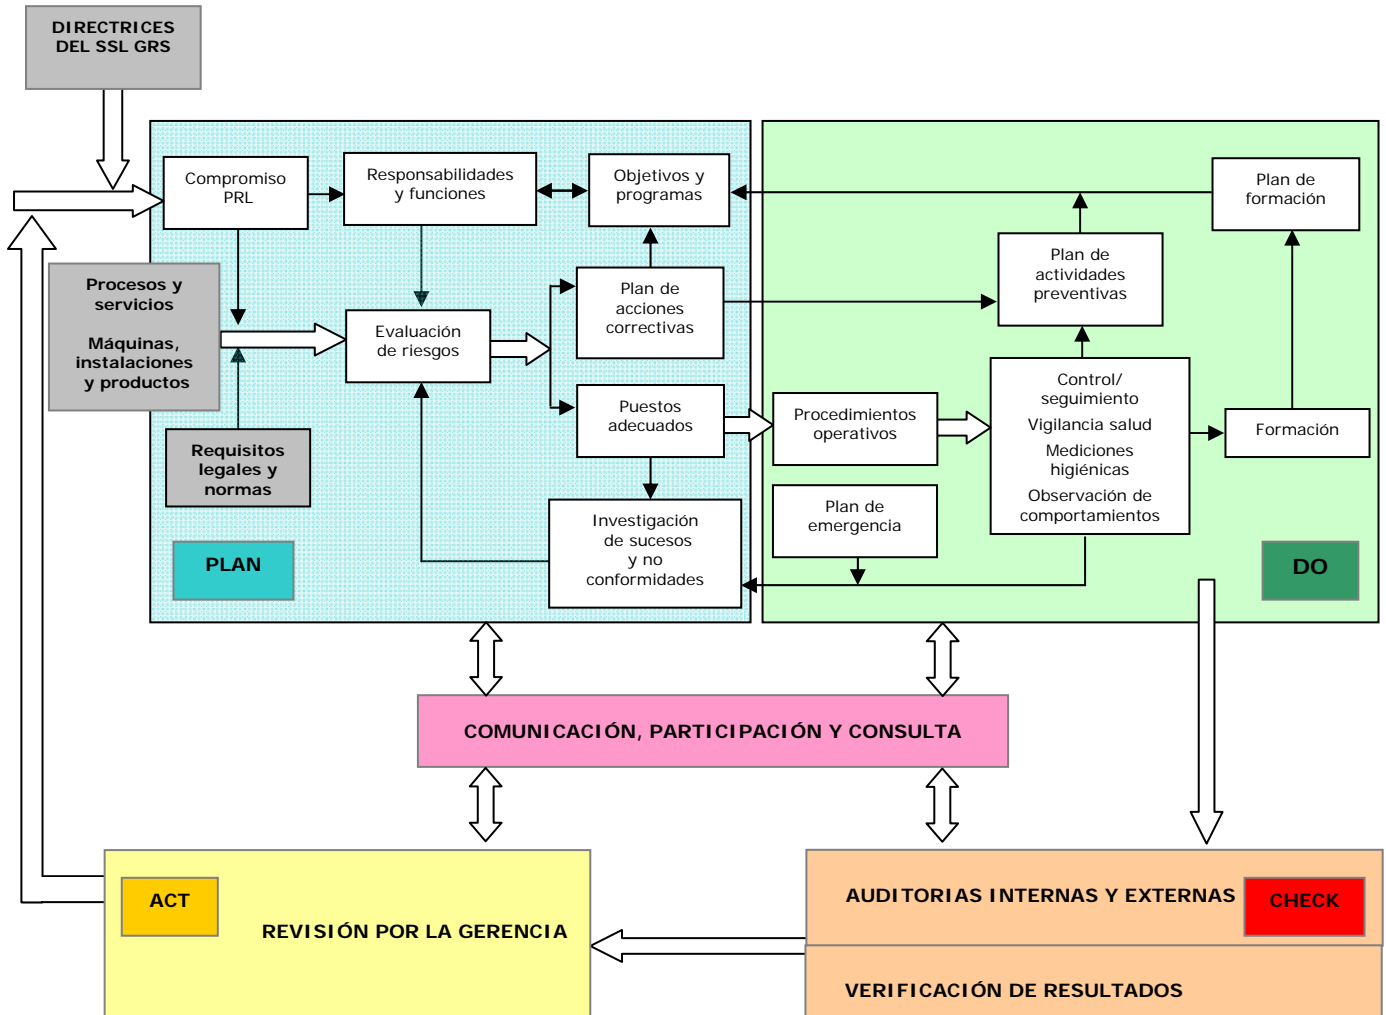 DIRECTRICES
DEL SSL GRS
Compromiso
PRL
Responsabilidades
y funciones
Objetivos y
programas
Plan de
formación
Plan de
actividades
preventivas
Procesos y
servicios
Máquinas,
instalaciones
y productos
Evaluación
de riesgos
Plan de
acciones
correctivas
Puestos
adecuados
Procedimientos
operativos
Control/
seguimiento
Vigilancia salud
Mediciones
higiénicas
Observación de
comportamientos
Formación
Requisitos
legales y
normas
Investigación
de sucesos
y no
conformidades
Plan de
emergencia
PLAN
DO
COMUNICACIÓN, PARTICIPACIÓN Y CONSULTA
ACT
REVISIÓN POR LA GERENCIA
AUDITORIAS INTERNAS Y EXTERNAS
CHECK
VERIFICACIÓN DE RESULTADOS